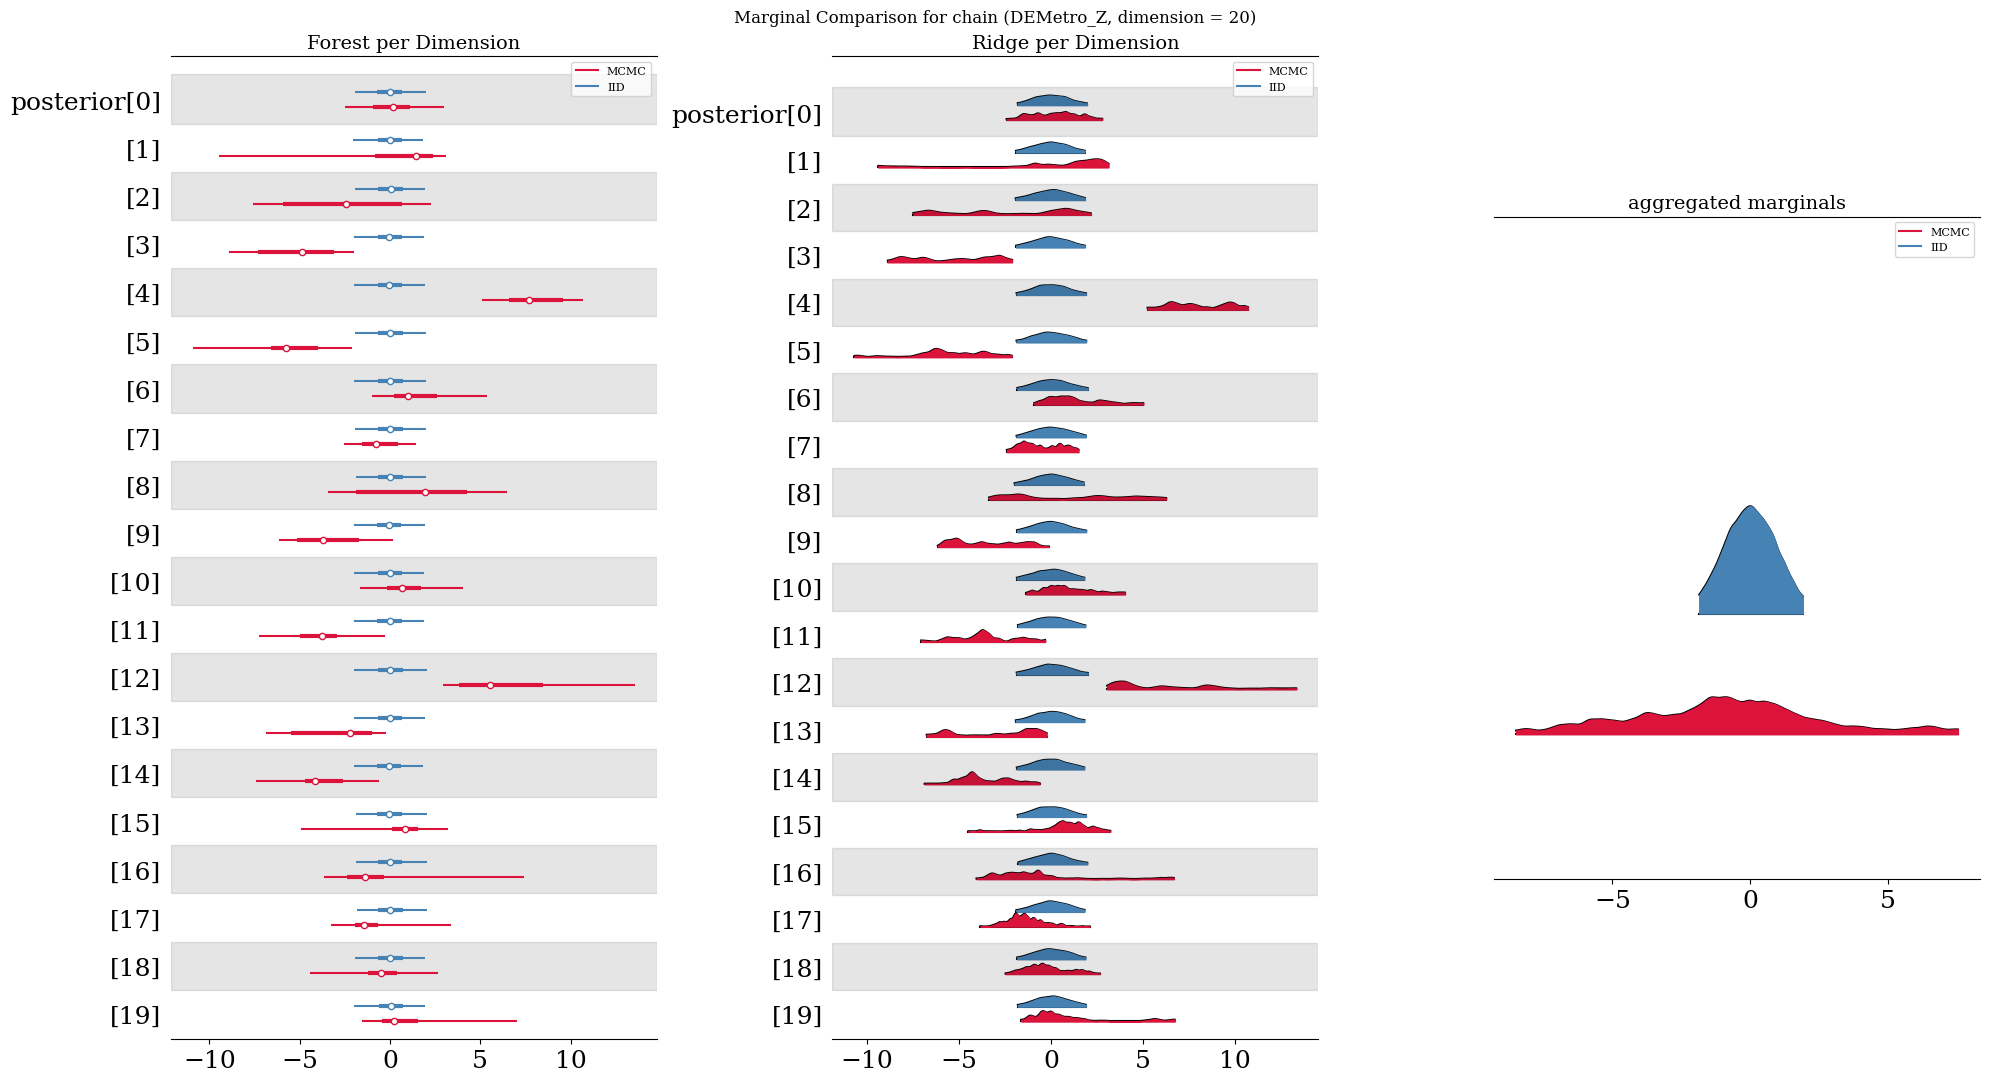 Marginal Comparison for chain (DEMetro_Z, dimension = 20)
Forest per Dimension
MCMC
IID
posterior[0]
[1]
[2]
[3]
[4]
[5]
[6]
[7]
[8]
[9]
[10]
[11]
[12]
[13]
[14]
[15]
[16]
[17]
[18]
[19]
−10 −5 0 5 10
Ridge per Dimension
MCMC
IID
posterior[0]
[1]
[2]
[3]
[4]
[5]
[6]
[7]
[8]
[9]
[10]
[11]
[12]
[13]
[14]
[15]
[16]
[17]
[18]
[19]
−10 −5 0 5 10
aggregated marginals
MCMC
IID
−5 0 5